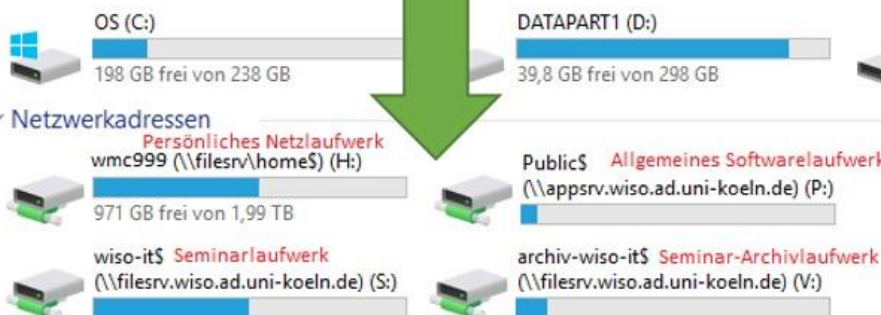 OS (C:)
198 GB frei von 238 GB
DATAPART1 (D:)
39,8 GB frei von 298 GB
Netzwerkadressen
Persönliches Netzlaufwerk
wmc999 (\\filesrv\home$) (H:)
971 GB frei von 1,99 TB
Public$ Allgemeines Softwarelaufwerk
(\\appsrv.wiso.ad.uni-koeln.de) (P:)
wiso-it$ Seminarlaufwerk
(\\filesrv.wiso.ad.uni-koeln.de) (S:)
archiv-wiso-it$ Seminar-Archivlaufwerk
(\\filesrv.wiso.ad.uni-koeln.de) (V:)